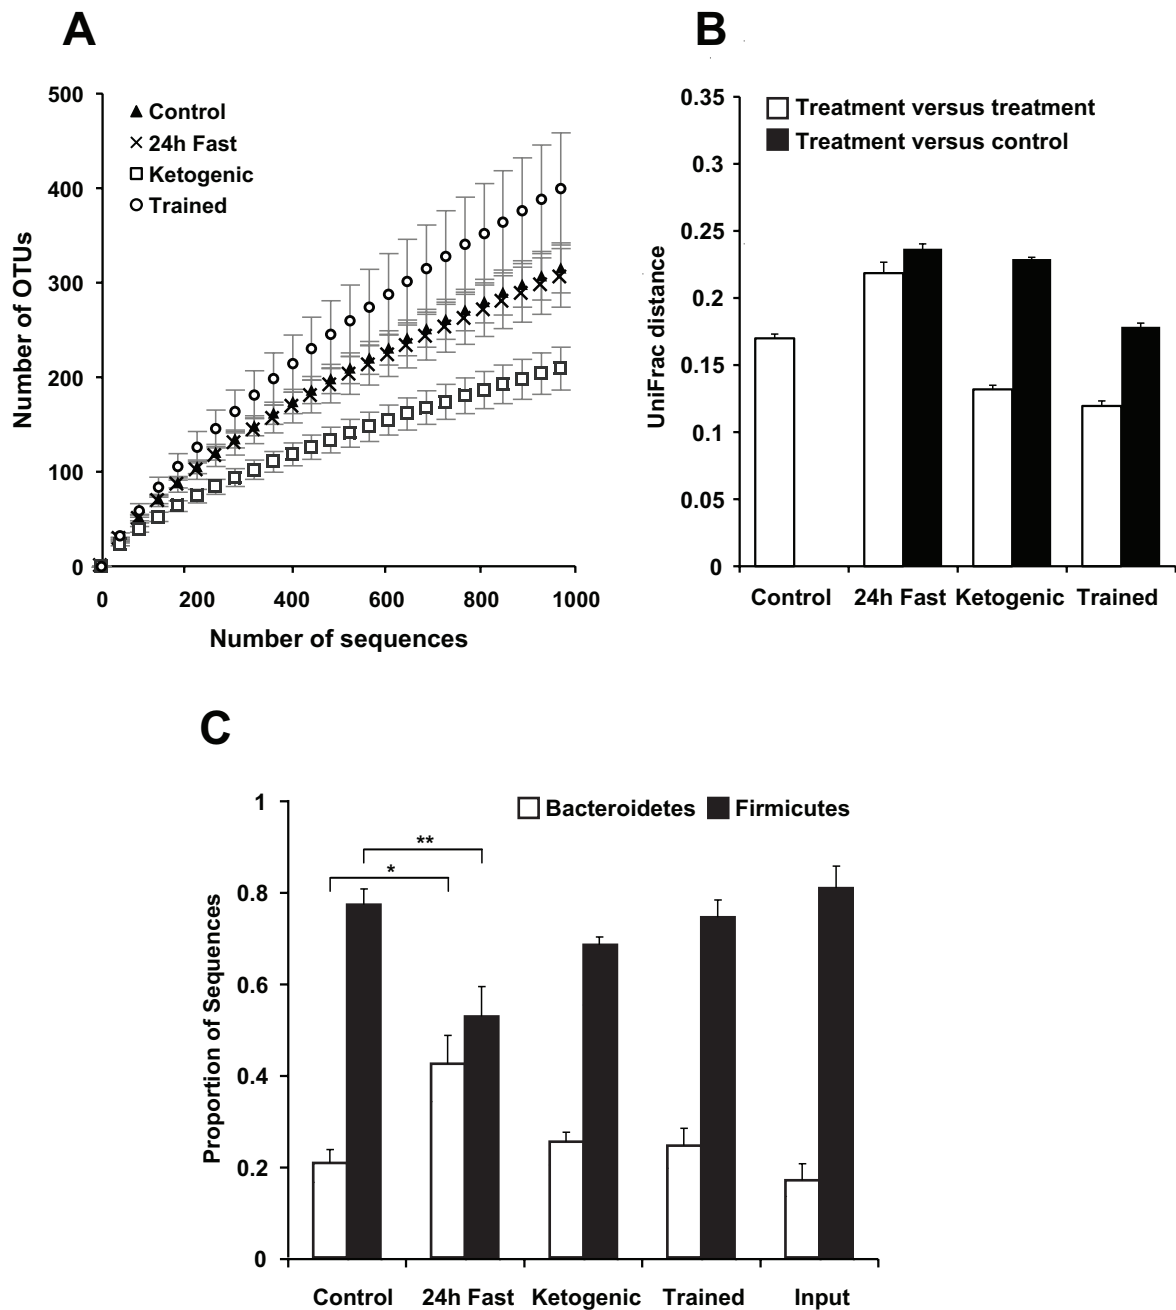 A
Number of OTUs
500
400
300
200
100
0
Control
24h Fast
Ketogenic
Trained
0 200 400 600 800 1000
Number of sequences
B
UniFrac distance
0.35
0.3
0.25
0.2
0.15
0.1
0.05
0
Treatment versus treatment
Treatment versus control
Control 24h Fast Ketogenic Trained
C
Proportion of Sequences
1
0.8
0.6
0.4
0.2
0
Bacteroidetes Firmicutes
**
*
Control 24h Fast Ketogenic Trained Input